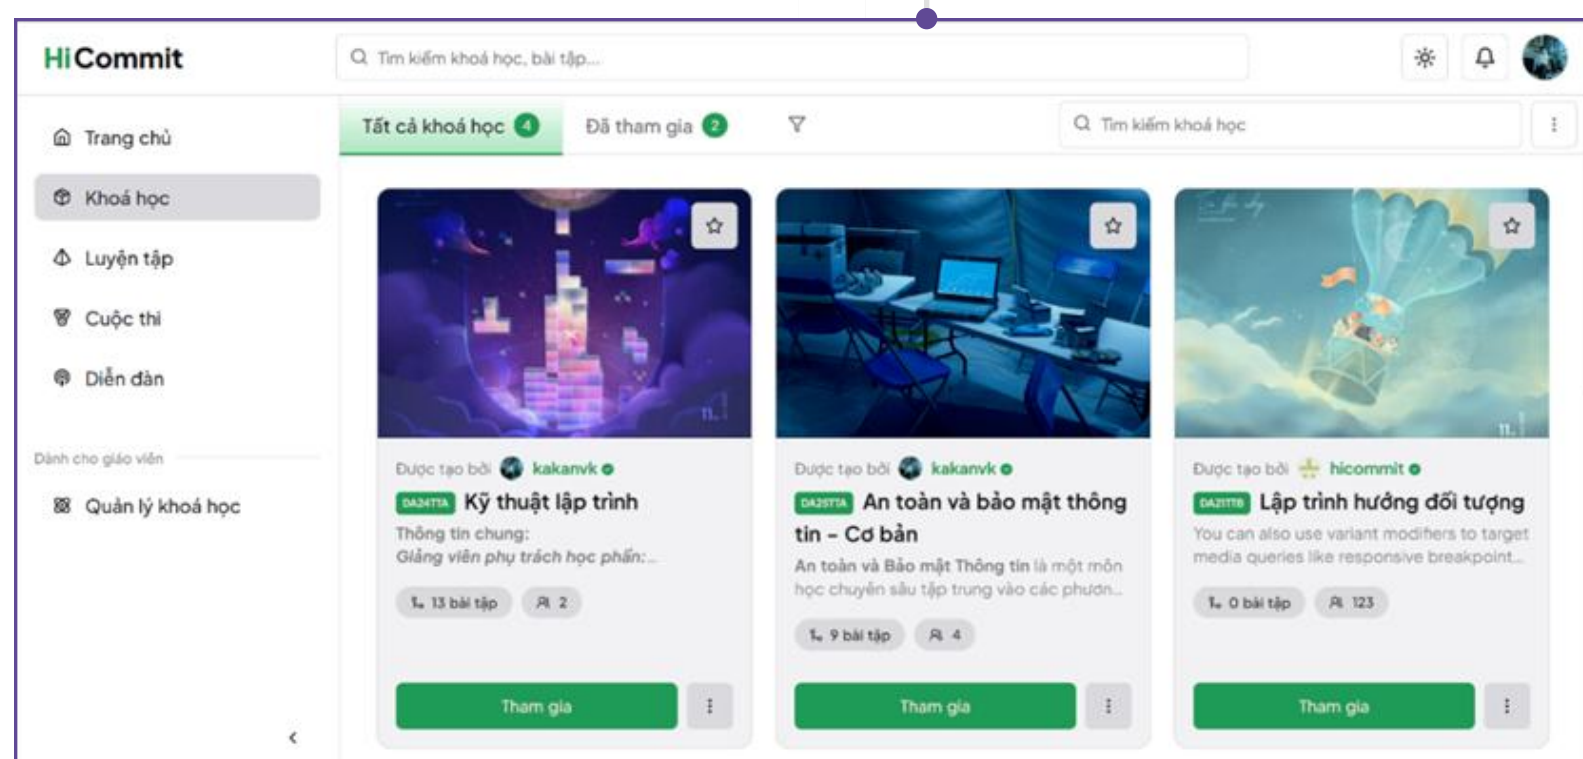 HiCommit
Tìm kiếm khoá học, bài tập...
Trang chủ
Khoá học
Luyện tập
Cuộc thi
Diễn đàn
Dành cho giáo viên
Quản lý khoá học
Tất cả khoá học 4
Đã tham gia 2
Tìm kiếm khoá học
11..
Được tạo bởi kakanvk
DA24TTA Kỹ thuật lập trình
Thông tin chung:
Giảng viên phụ trách học phần:...
13 bài tập 2
Tham gia
Được tạo bởi kakanvk
DA25TTA An toàn và bảo mật thông
tin - Cơ bản
An toàn và Bảo mật Thông tin là một môn
học chuyên sâu tập trung vào các phươn...
9 bài tập 4
Tham gia
11..
Được tạo bởi hicommit
DA21TTB Lập trình hướng đối tượng
You can also use variant modifiers to target
media queries like responsive breakpoint...
0 bài tập 123
Tham gia